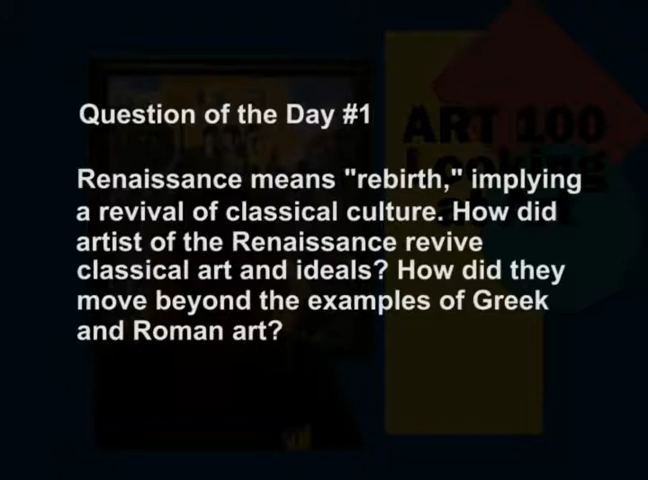 Question of the Day #1
Renaissance means "rebirth," implying
a revival of classical culture. How did
artist of the Renaissance revive
classical art and ideals? How did they
move beyond the examples of Greek
and Roman art?
ART 100
Looking